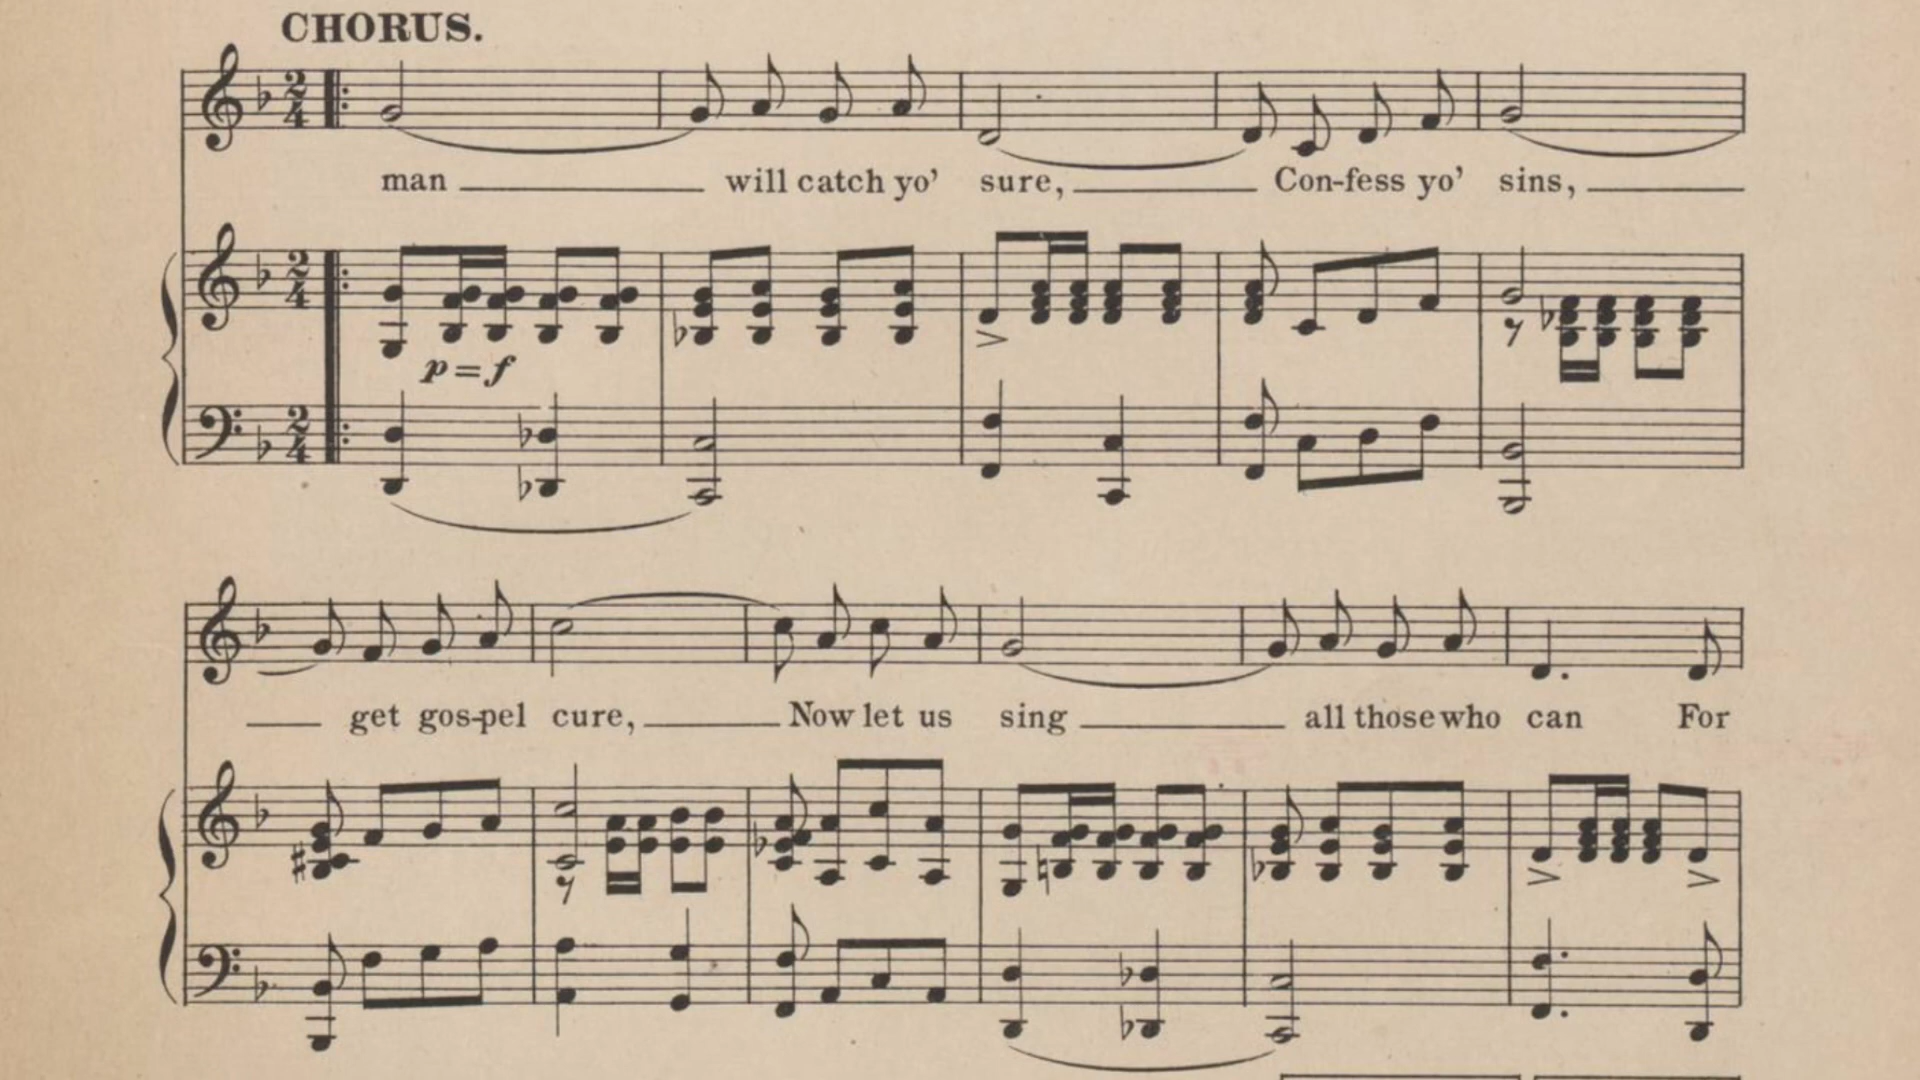 CHORUS.
man will catch yo' sure, Con-fess yo' sins,
p=f
get gos-pel cure, Now let us sing all those who can For